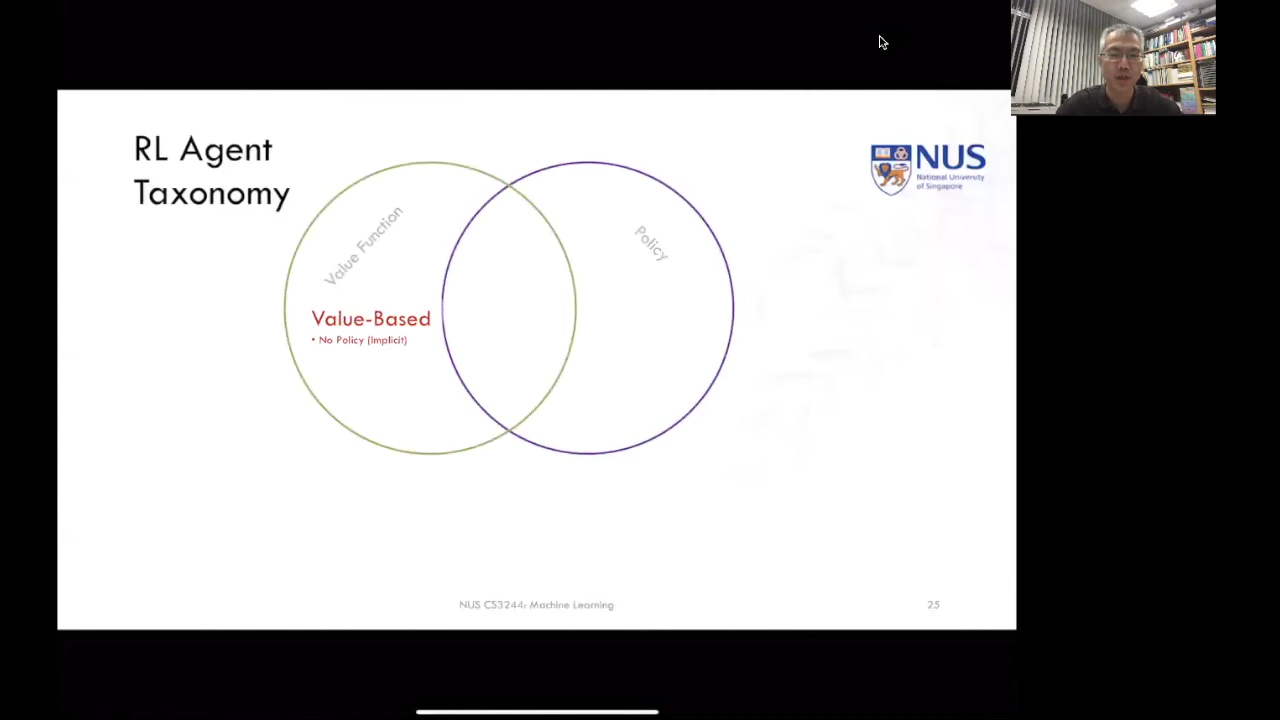 RL Agent
Taxonomy
NUS
National University
of Singapore
Value Function
Policy
Value-Based
• No Policy (Implicit)
NUS CS3244: Machine Learning
25